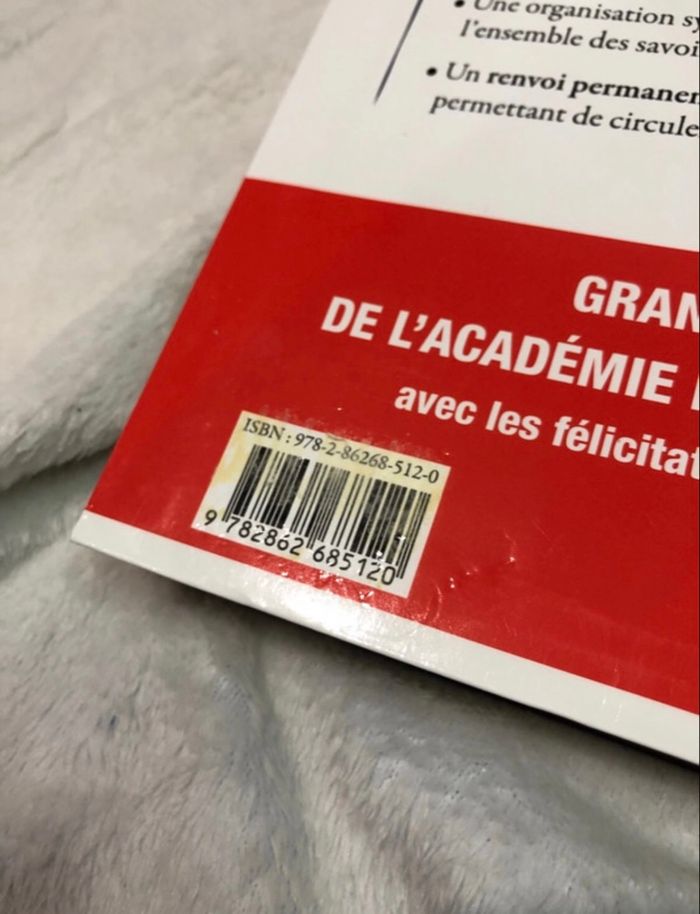 • Une organisation sy
l'ensemble des savoi
• Un renvoi permanen
permettant de circule
GRAN
DE L'ACADÉMIE
avec les félicitat
ISBN : 978-2-86268-512-0
9 782862 685120